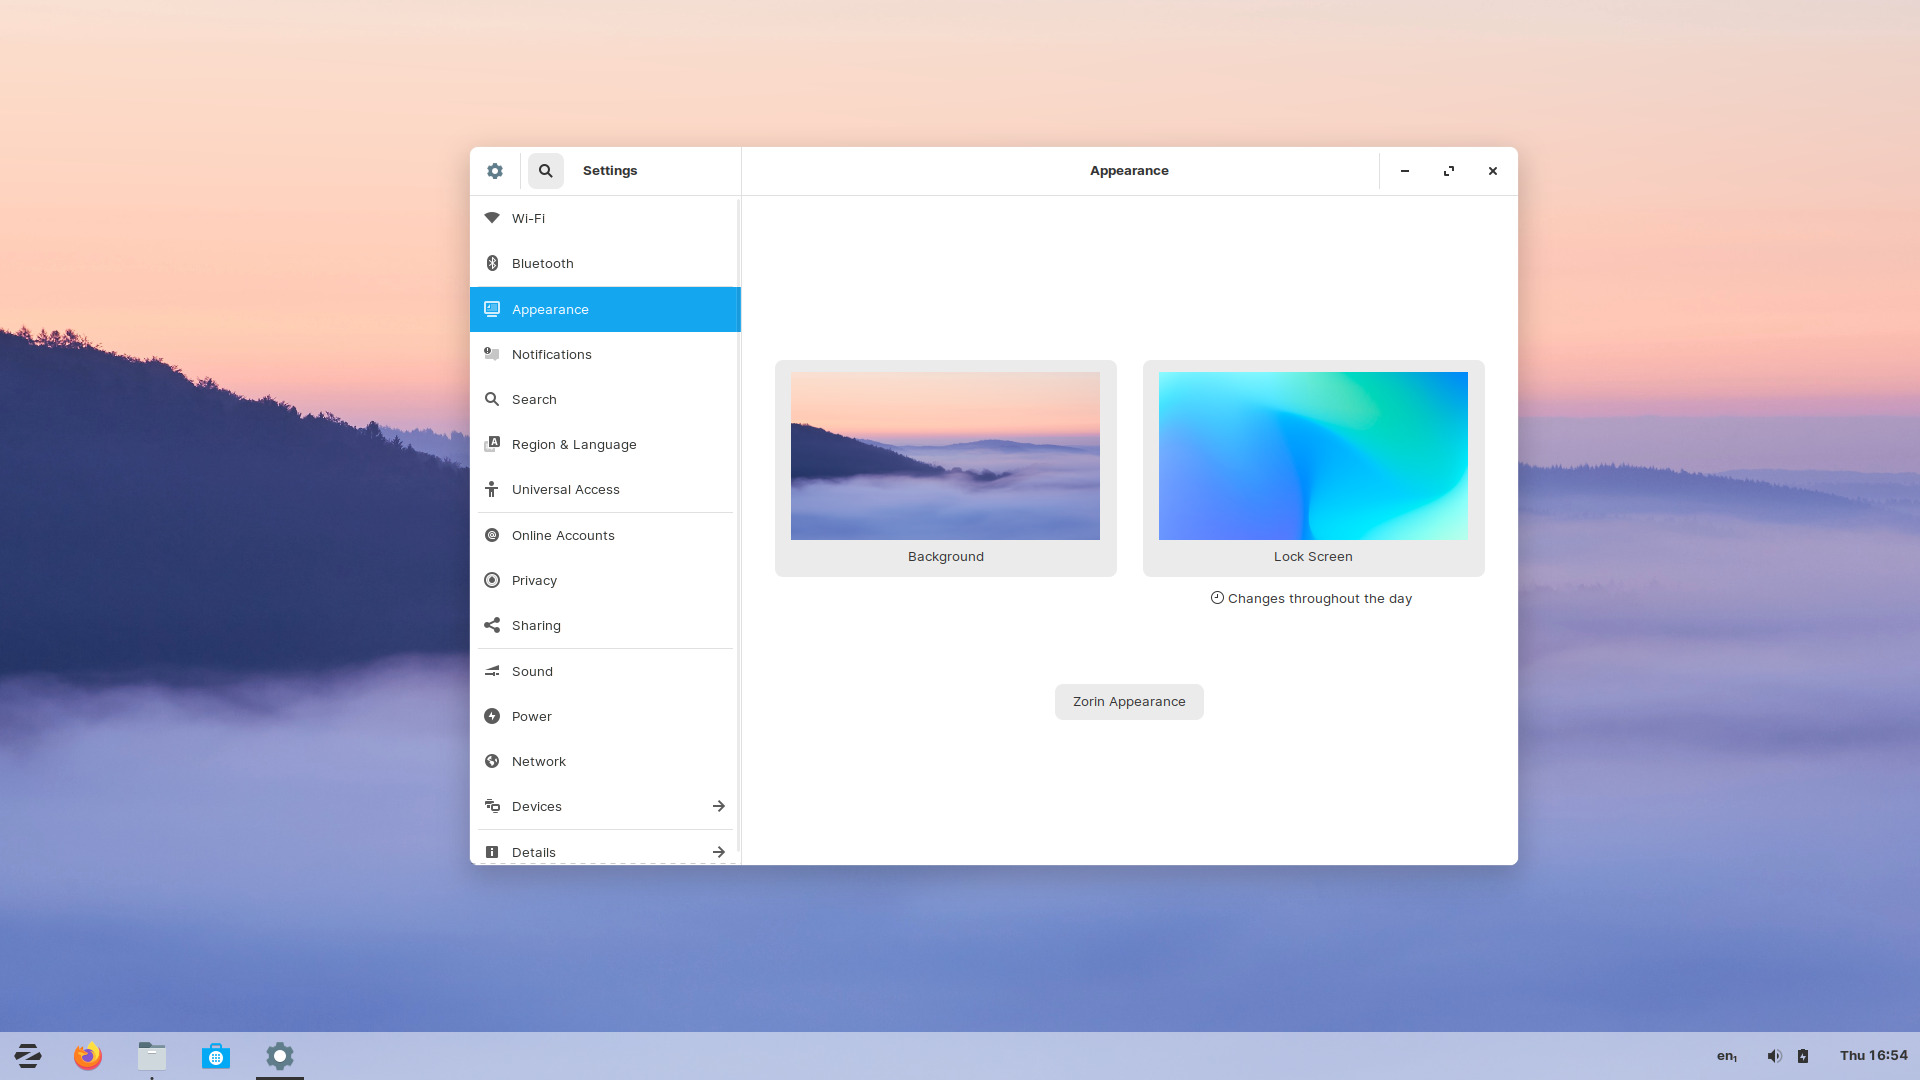 Settings
Appearance
Wi-Fi
Bluetooth
Appearance
Notifications
Search
Region & Language
Universal Access
Online Accounts
Privacy
Sharing
Sound
Power
Network
Devices
Details
Background
Lock Screen
Changes throughout the day
Zorin Appearance
en₁
Thu 16:54